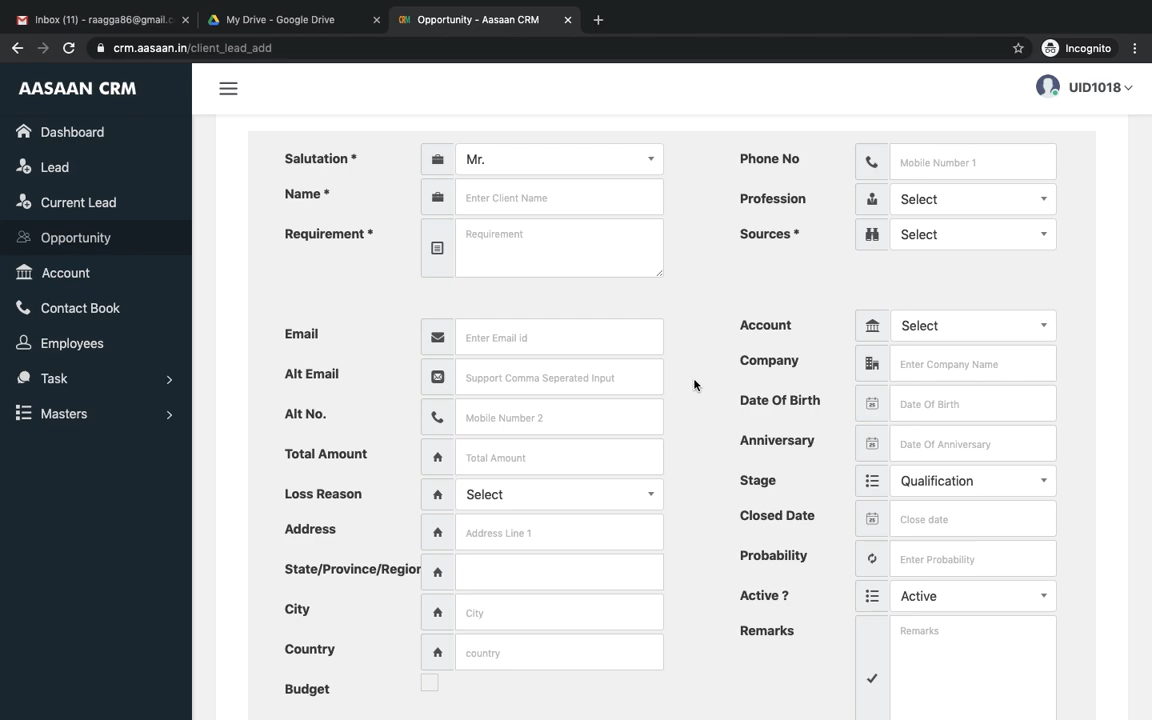 Inbox (11) - raagga86@gmail.c
My Drive - Google Drive
CRM Opportunity - Aasaan CRM
crm.aasaan.in/client_lead_add
Incognito
AASAAN CRM
UID1018
Dashboard
Lead
Current Lead
Opportunity
Account
Contact Book
Employees
Task
Masters
Salutation *
Mr.
Name *
Enter Client Name
Requirement *
Requirement
Email
Enter Email id
Alt Email
Support Comma Seperated Input
Alt No.
Mobile Number 2
Total Amount
Total Amount
Loss Reason
Select
Address
Address Line 1
State/Province/Region
City
City
Country
country
Budget
Phone No
Mobile Number 1
Profession
Select
Sources *
Select
Account
Select
Company
Enter Company Name
Date Of Birth
Date Of Birth
Anniversary
Date Of Anniversary
Stage
Qualification
Closed Date
Close date
Probability
Enter Probability
Active ?
Active
Remarks
Remarks